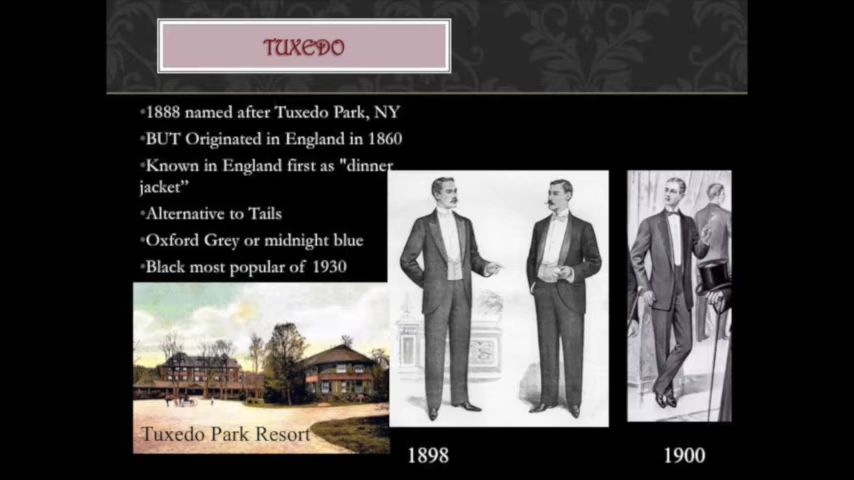 TUXEDO
•1888 named after Tuxedo Park, NY
•BUT Originated in England in 1860
•Known in England first as "dinner
jacket”
•Alternative to Tails
•Oxford Grey or midnight blue
•Black most popular of 1930
Tuxedo Park Resort
1898
1900